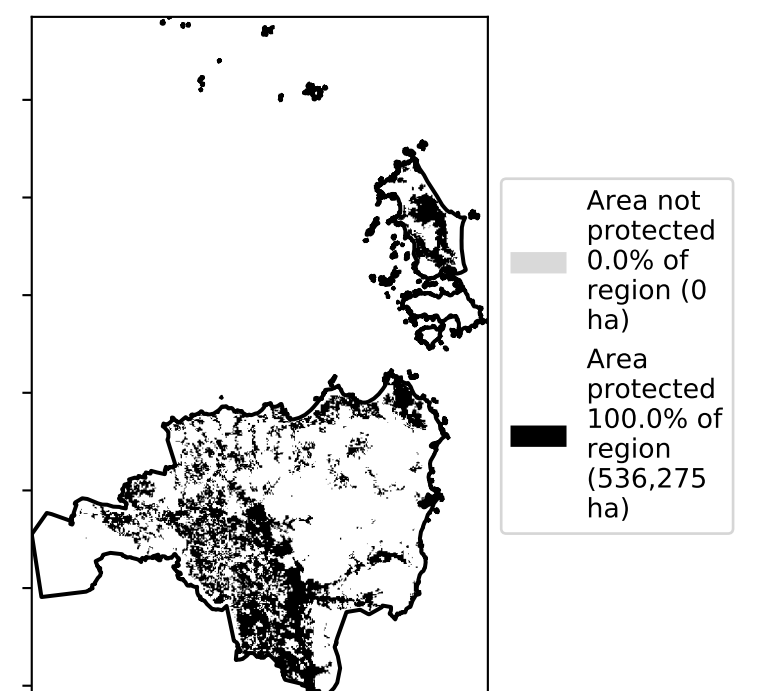 Area not
protected
0.0% of
region (0
ha)
Area
protected
100.0% of
region
(536,275
ha)